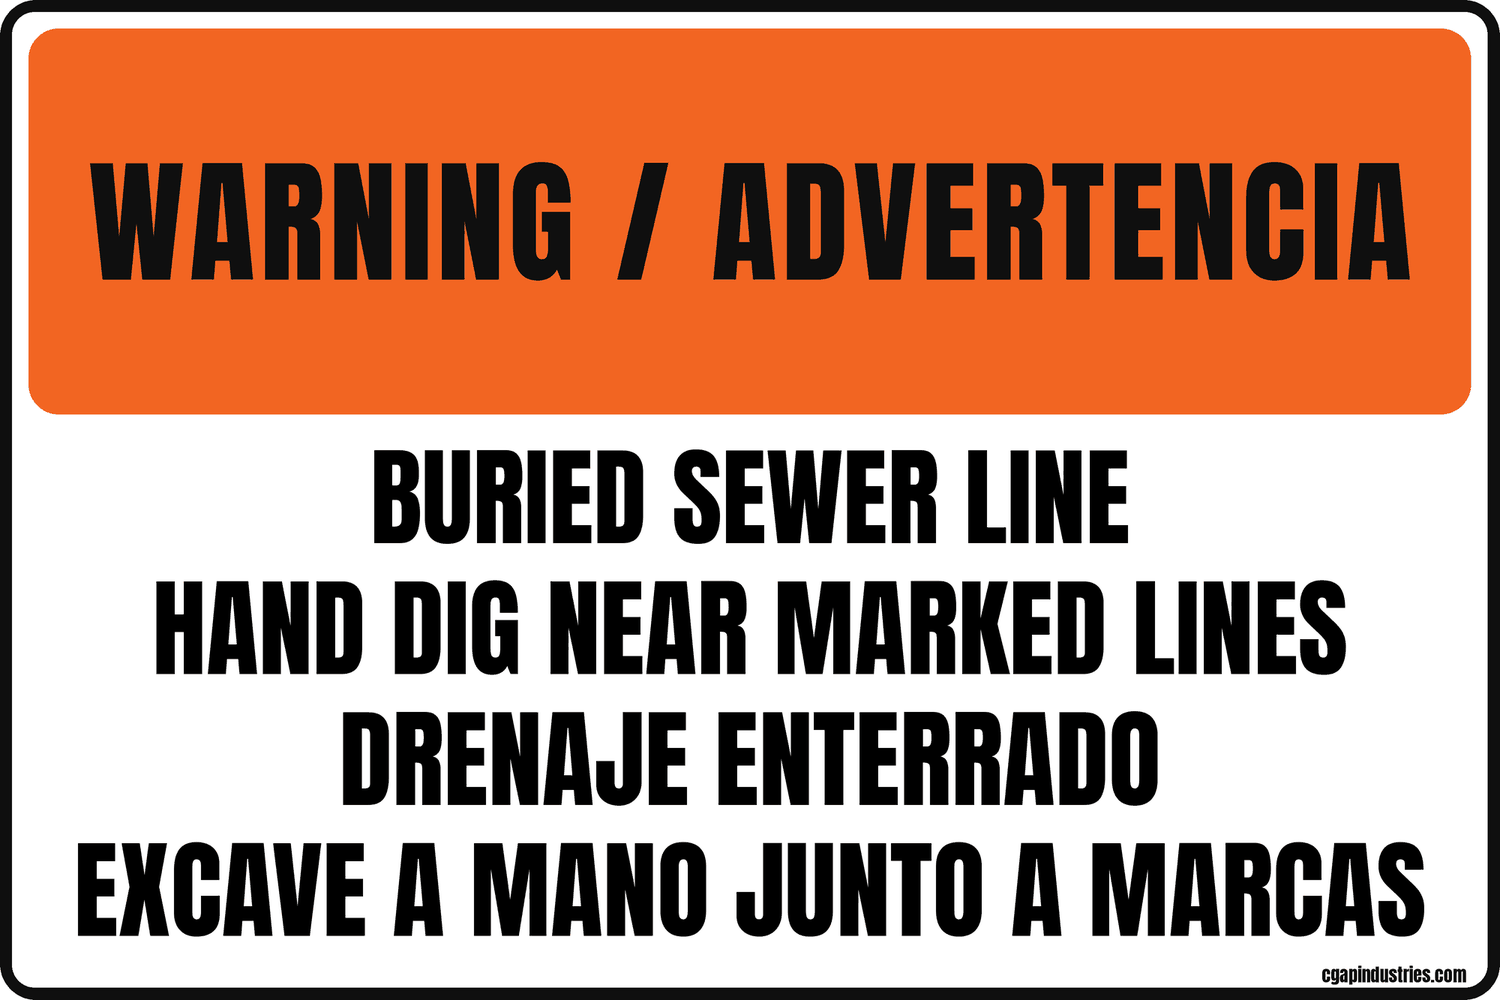 WARNING / ADVERTENCIA
BURIED SEWER LINE
HAND DIG NEAR MARKED LINES
DRENAJE ENTERRADO
EXCAVE A MANO JUNTO A MARCAS
cgapindustries.com